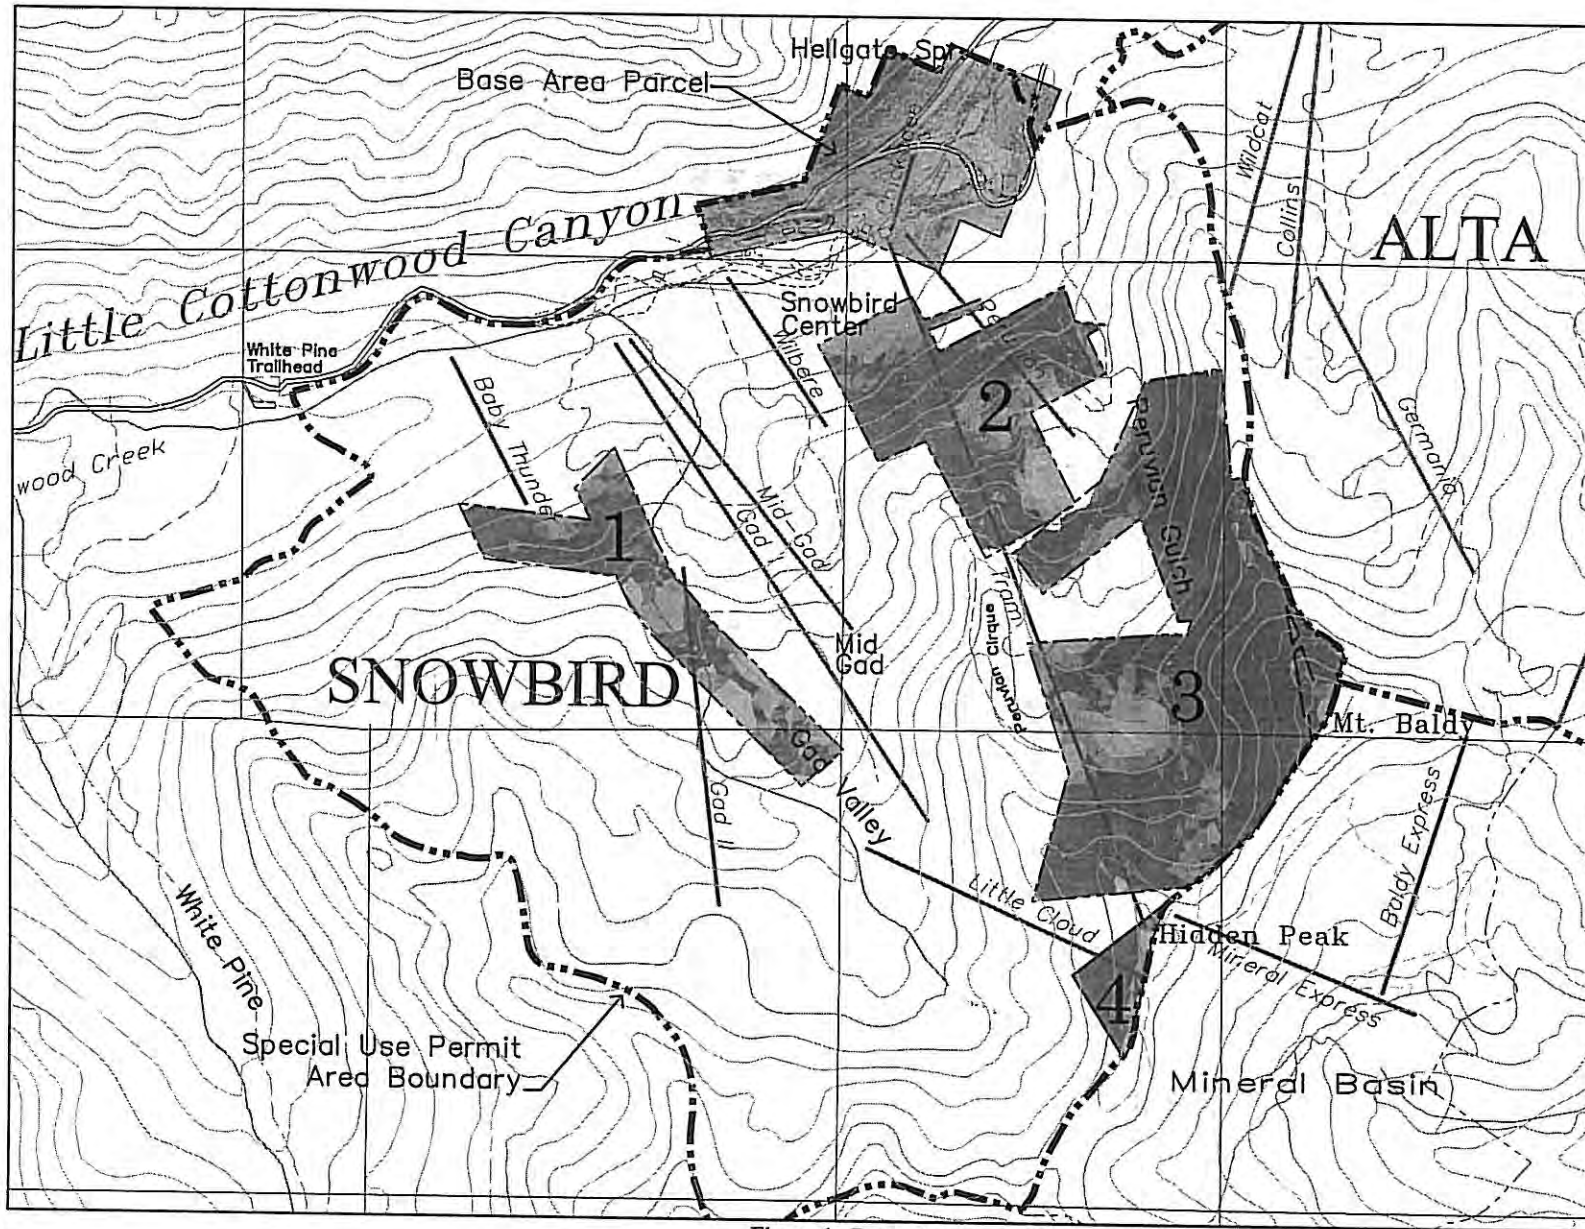 Hellgate Spr.
Base Area Parcel
Wildcat
Collins
ALTA
Little Cottonwood Canyon
Snowbird
Center
White Pine
Trailhead
Wilbere
Baby Thunder
2
Germania
wood Creek
Peruvian Gulch
Mid-Gad
Gad I
1
Tram
Peruvian Cirque
Mid
Gad
SNOWBIRD
3
Mt. Baldy
Gad Valley
Gad II
Baldy Express
Little Cloud
White Pine
Hidden Peak
Mineral Express
4
Special Use Permit
Area Boundary
Mineral Basin